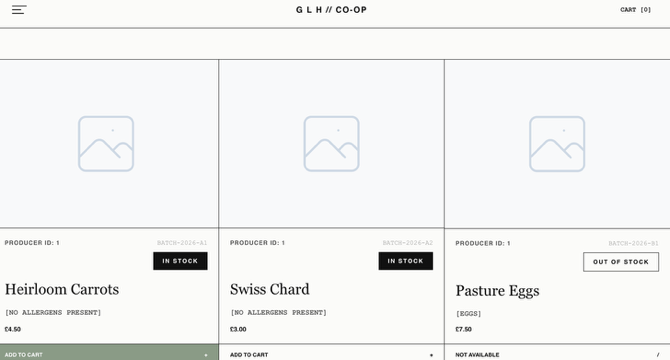 GLH // CO-OP
CART [0]
PRODUCER ID: 1
BATCH-2026-A1
IN STOCK
Heirloom Carrots
[NO ALLERGENS PRESENT]
£4.50
ADD TO CART +
PRODUCER ID: 1
BATCH-2026-A2
IN STOCK
Swiss Chard
[NO ALLERGENS PRESENT]
£3.00
ADD TO CART +
PRODUCER ID: 1
BATCH-2026-B1
OUT OF STOCK
Pasture Eggs
[EGGS]
£7.50
NOT AVAILABLE /